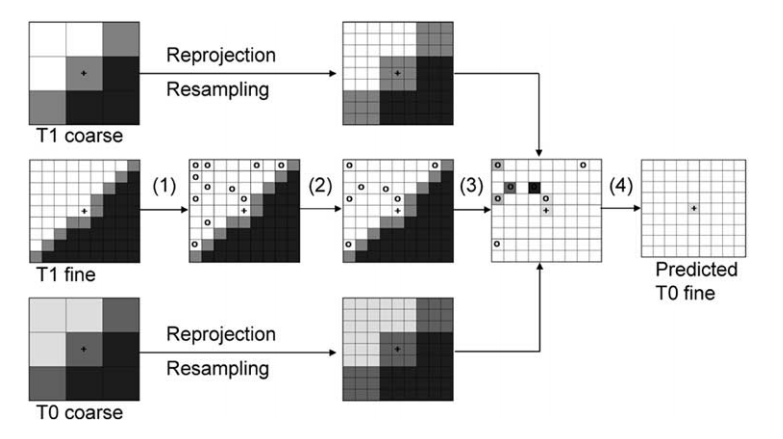 Reprojection
Resampling
T1 coarse
(1)
(2)
(3)
(4)
T1 fine
Predicted
T0 fine
Reprojection
Resampling
T0 coarse